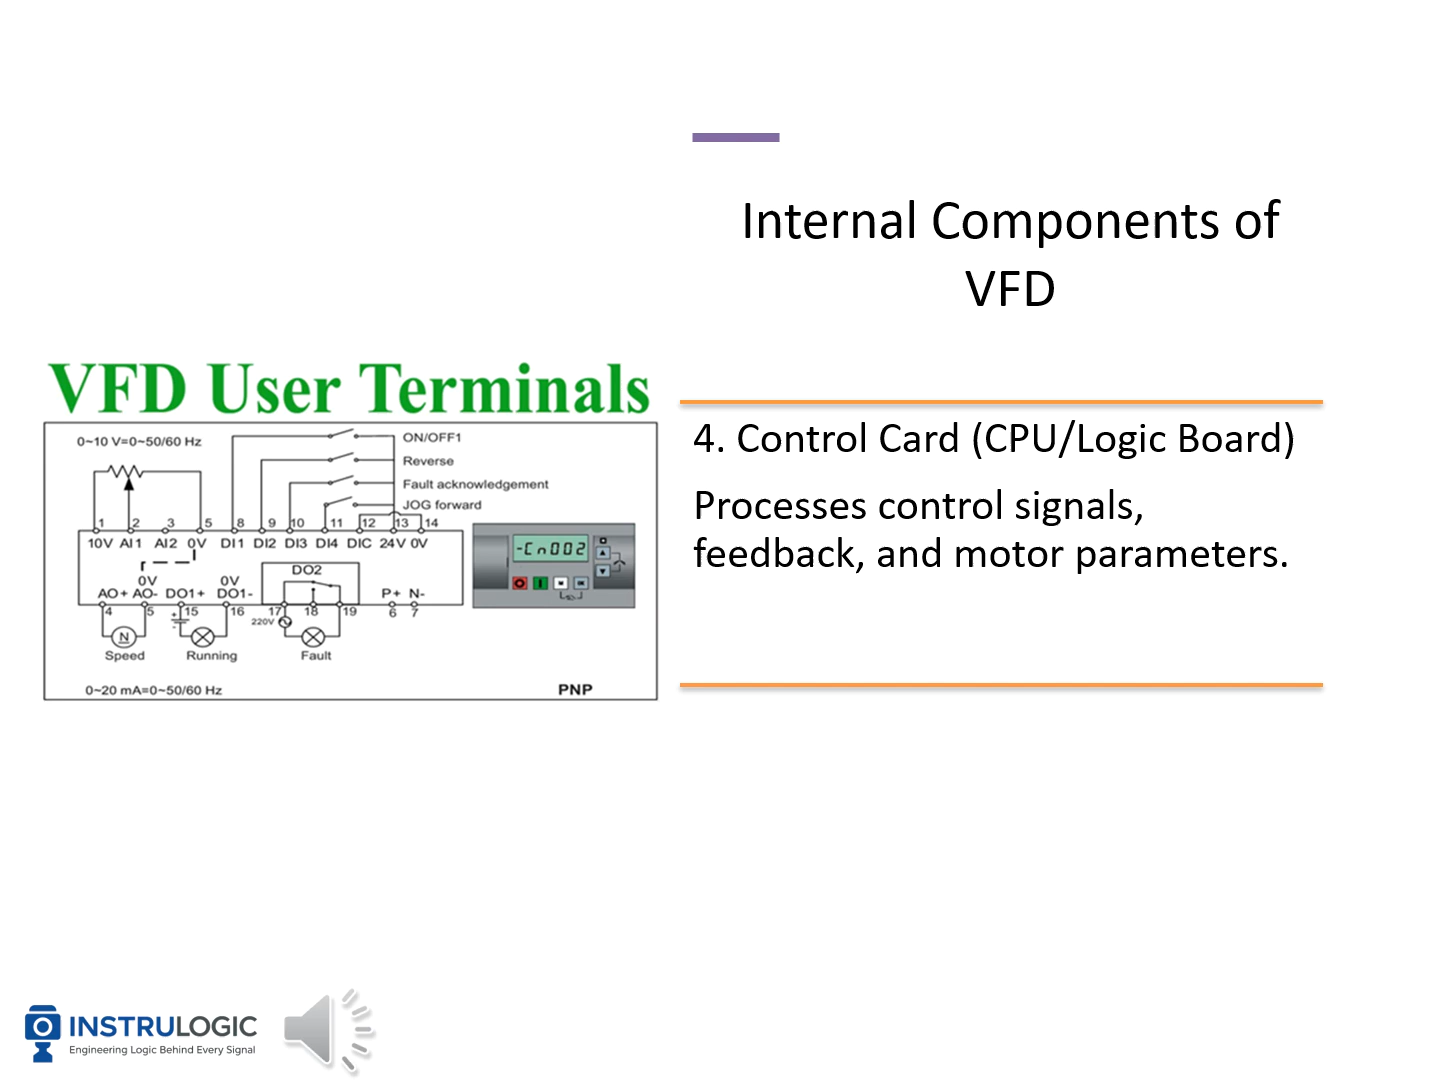 Internal Components of
VFD
VFD User Terminals
0~10 V=0~50/60 Hz
ON/OFF1
Reverse
Fault acknowledgement
JOG forward
1 2 3 5 8 9 10 11 12 13 14
10V AI1 AI2 0V DI1 DI2 DI3 DI4 DIC 24V 0V
DO2
0V 0V
AO+ AO- DO1+ DO1- P+ N-
4 5 15 16 17 18 19 6 7
220V
N
Speed Running Fault
0~20 mA=0~50/60 Hz
PNP
-Cn002
4. Control Card (CPU/Logic Board)
Processes control signals,
feedback, and motor parameters.
INSTRULOGIC
Engineering Logic Behind Every Signal